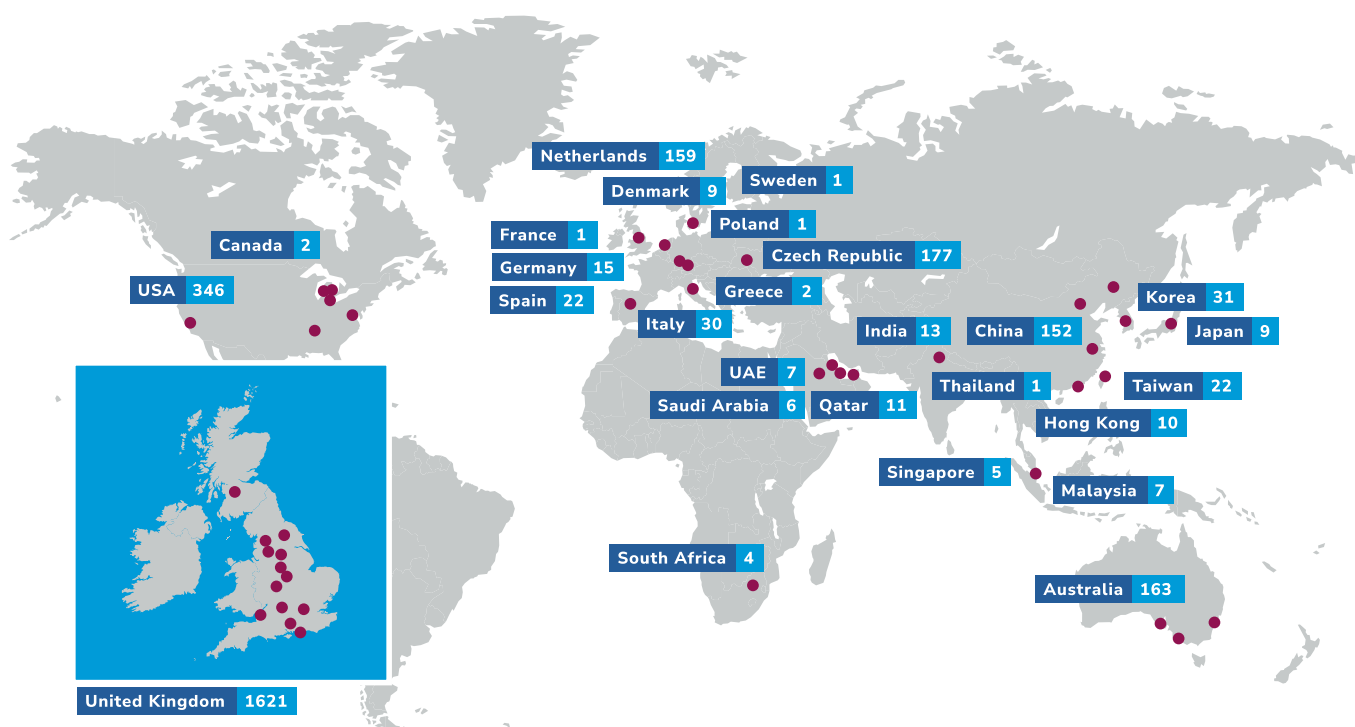 Netherlands 159
Sweden 1
Denmark 9
Poland 1
France 1
Canada 2
Czech Republic 177
Germany 15
USA 346
Greece 2
Spain 22
Korea 31
Italy 30
India 13
China 152
Japan 9
UAE 7
Thailand 1
Taiwan 22
Saudi Arabia 6
Qatar 11
Hong Kong 10
Singapore 5
Malaysia 7
South Africa 4
Australia 163
United Kingdom 1621